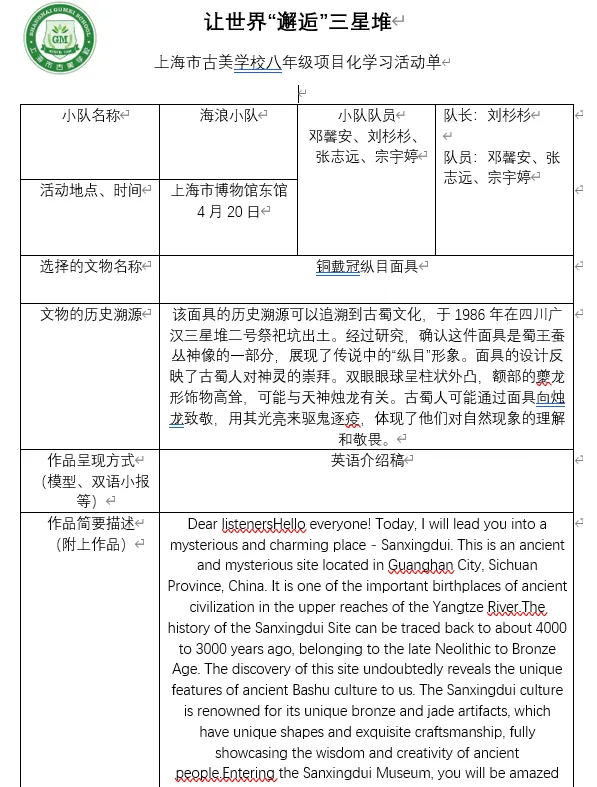 SHANGHAI GUMEI SCHOOL
GM
上海市古美学校
让世界“邂逅”三星堆
上海市古美学校八年级项目化学习活动单
小队名称
海浪小队
小队队员
邓馨安、刘杉杉、
张志远、宗宇婷
队长：刘杉杉
队员：邓馨安、张
志远、宗宇婷
活动地点、时间
上海市博物馆东馆
4 月 20 日
选择的文物名称
铜戴冠纵目面具
文物的历史溯源
该面具的历史溯源可以追溯到古蜀文化，于 1986 年在四川广
汉三星堆二号祭祀坑出土。经过研究，确认这件面具是蜀王蚕
丛神像的一部分，展现了传说中的“纵目”形象。面具的设计反
映了古蜀人对神灵的崇拜。双眼眼球呈柱状外凸，额部的夔龙
形饰物高耸，可能与天神烛龙有关。古蜀人可能通过面具向烛
龙致敬，用其光亮来驱鬼逐疫，体现了他们对自然现象的理解
和敬畏。
作品呈现方式
（模型、双语小报
等）
英语介绍稿
作品简要描述
（附上作品）
Dear listenersHello everyone! Today, I will lead you into a
mysterious and charming place - Sanxingdui. This is an ancient
and mysterious site located in Guanghan City, Sichuan
Province, China. It is one of the important birthplaces of ancient
civilization in the upper reaches of the Yangtze River.The
history of the Sanxingdui Site can be traced back to about 4000
to 3000 years ago, belonging to the late Neolithic to Bronze
Age. The discovery of this site undoubtedly reveals the unique
features of ancient Bashu culture to us. The Sanxingdui culture
is renowned for its unique bronze and jade artifacts, which
have unique shapes and exquisite craftsmanship, fully
showcasing the wisdom and creativity of ancient
people.Entering the Sanxingdui Museum, you will be amazed